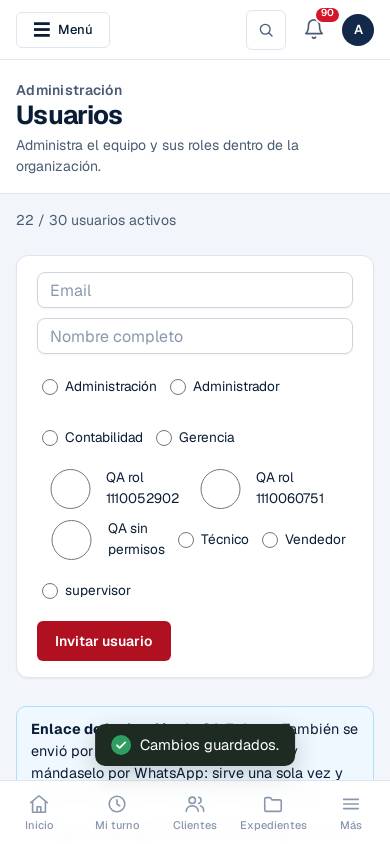 Menú
90
A
Administración
Usuarios
Administra el equipo y sus roles dentro de la
organización.
22 / 30 usuarios activos
Email
Nombre completo
Administración
Administrador
Contabilidad
Gerencia
QA rol
1110052902
QA rol
1110060751
QA sin
permisos
Técnico
Vendedor
supervisor
Invitar usuario
Enlace de
También se
envió por
y
Cambios guardados.
mándaselo por WhatsApp: sirve una sola vez y
Inicio
Mi turno
Clientes
Expedientes
Más